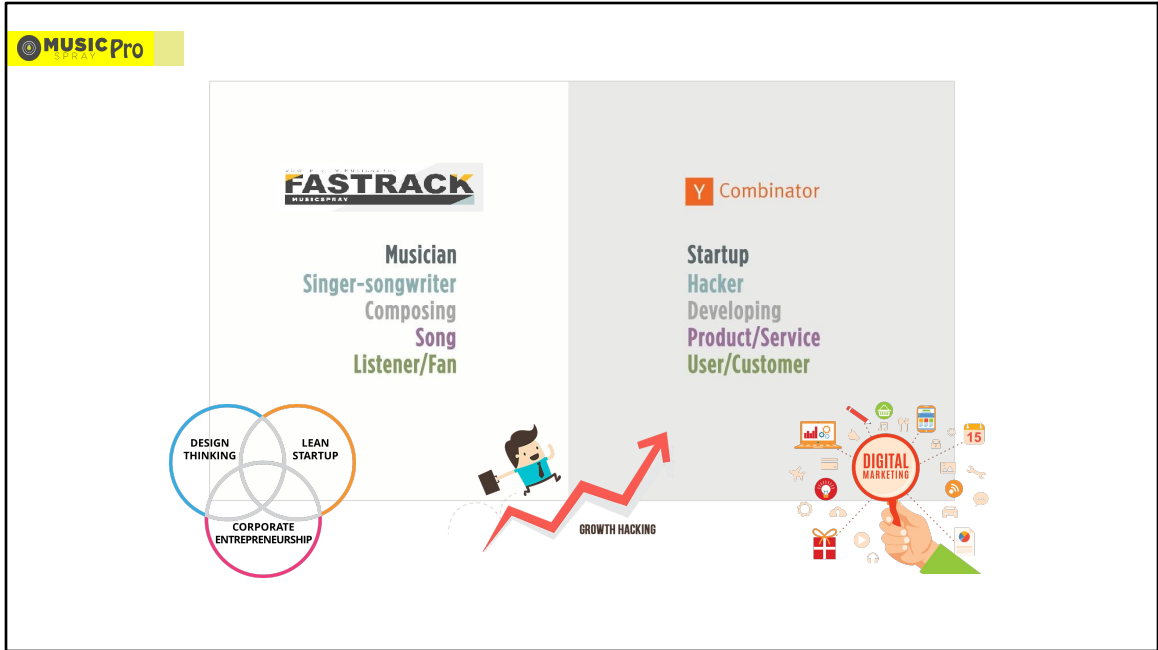 MUSIC Pro
SPRAY
FASTRACK
MUSICSPRAY
Y Combinator
Musician
Singer-songwriter
Composing
Song
Listener/Fan
Startup
Hacker
Developing
Product/Service
User/Customer
DESIGN
THINKING
LEAN
STARTUP
CORPORATE
ENTREPRENEURSHIP
GROWTH HACKING
DIGITAL
MARKETING
15